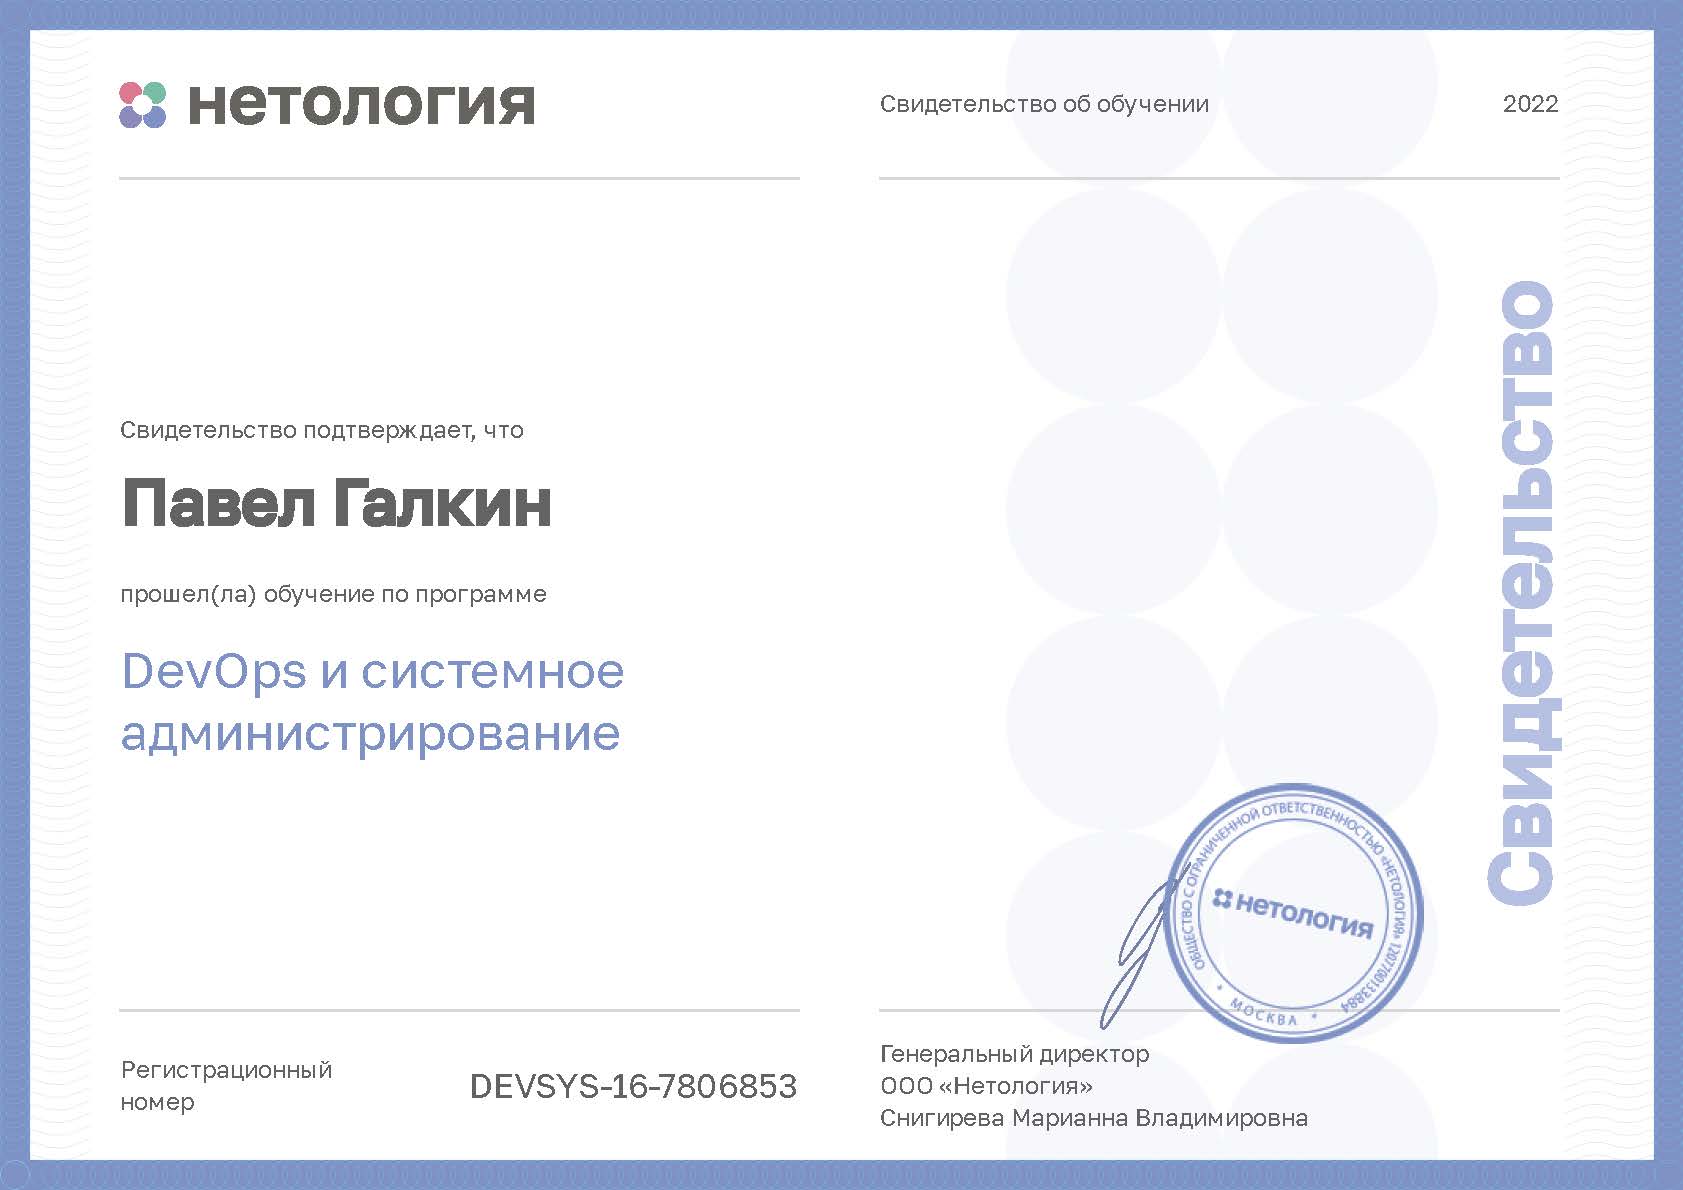 нетология
Свидетельство об обучении
2022
Свидетельство подтверждает, что
Павел Галкин
прошел(ла) обучение по программе
DevOps и системное
администрирование
Свидетельство
ОБЩЕСТВО С ОГРАНИЧЕННОЙ ОТВЕТСТВЕННОСТЬЮ «НЕТОЛОГИЯ» 1207700133884
нетология
* МОСКВА *
Регистрационный
номер
DEVSYS-16-7806853
Генеральный директор
ООО «Нетология»
Снигирева Марианна Владимировна